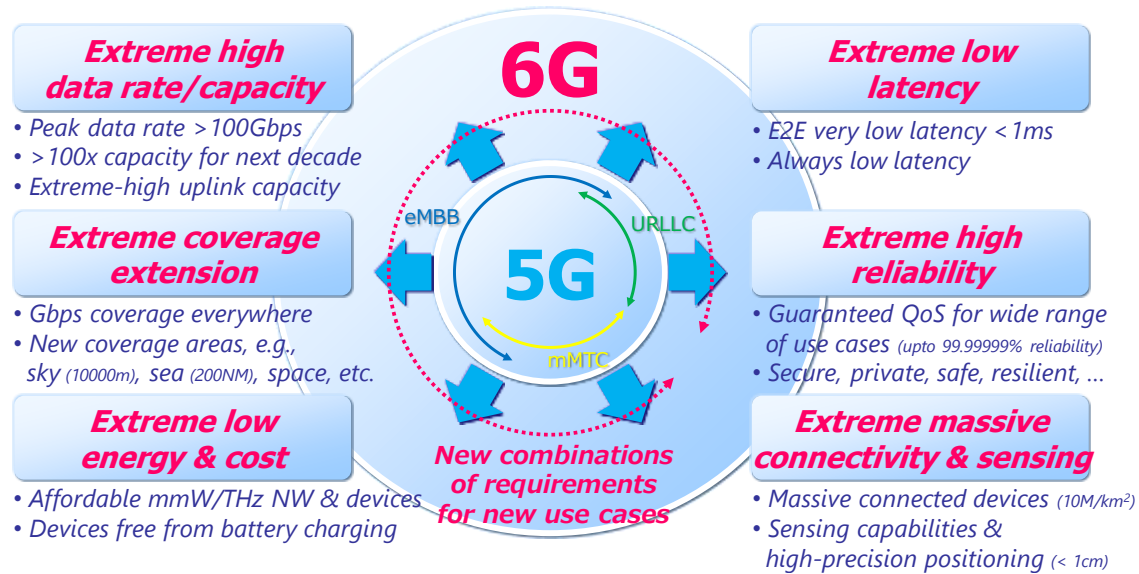 Extreme high
data rate/capacity
• Peak data rate >100Gbps
• >100x capacity for next decade
• Extreme-high uplink capacity
Extreme coverage
extension
• Gbps coverage everywhere
• New coverage areas, e.g.,
sky (10000m), sea (200NM), space, etc.
Extreme low
energy & cost
• Affordable mmW/THz NW & devices
• Devices free from battery charging
6G
eMBB
URLLC
5G
mMTC
New combinations
of requirements
for new use cases
Extreme low
latency
• E2E very low latency <1ms
• Always low latency
Extreme high
reliability
• Guaranteed QoS for wide range
of use cases (upto 99.99999% reliability)
• Secure, private, safe, resilient, …
Extreme massive
connectivity & sensing
• Massive connected devices (10M/km²)
• Sensing capabilities &
high-precision positioning (< 1cm)